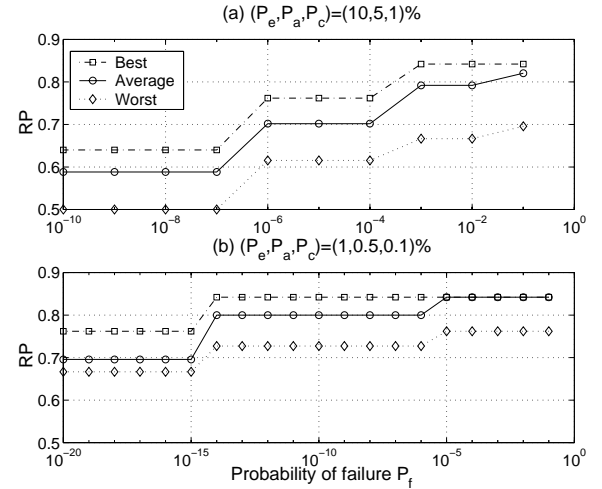 (a) (P_e,P_a,P_c)=(10,5,1)%
0.9
0.8
0.7
0.6
0.5
RP
Best
Average
Worst
10^-10 10^-8 10^-6 10^-4 10^-2 10^0
(b) (P_e,P_a,P_c)=(1,0.5,0.1)%
0.9
0.8
0.7
0.6
0.5
RP
10^-20 10^-15 10^-10 10^-5 10^0
Probability of failure P_f